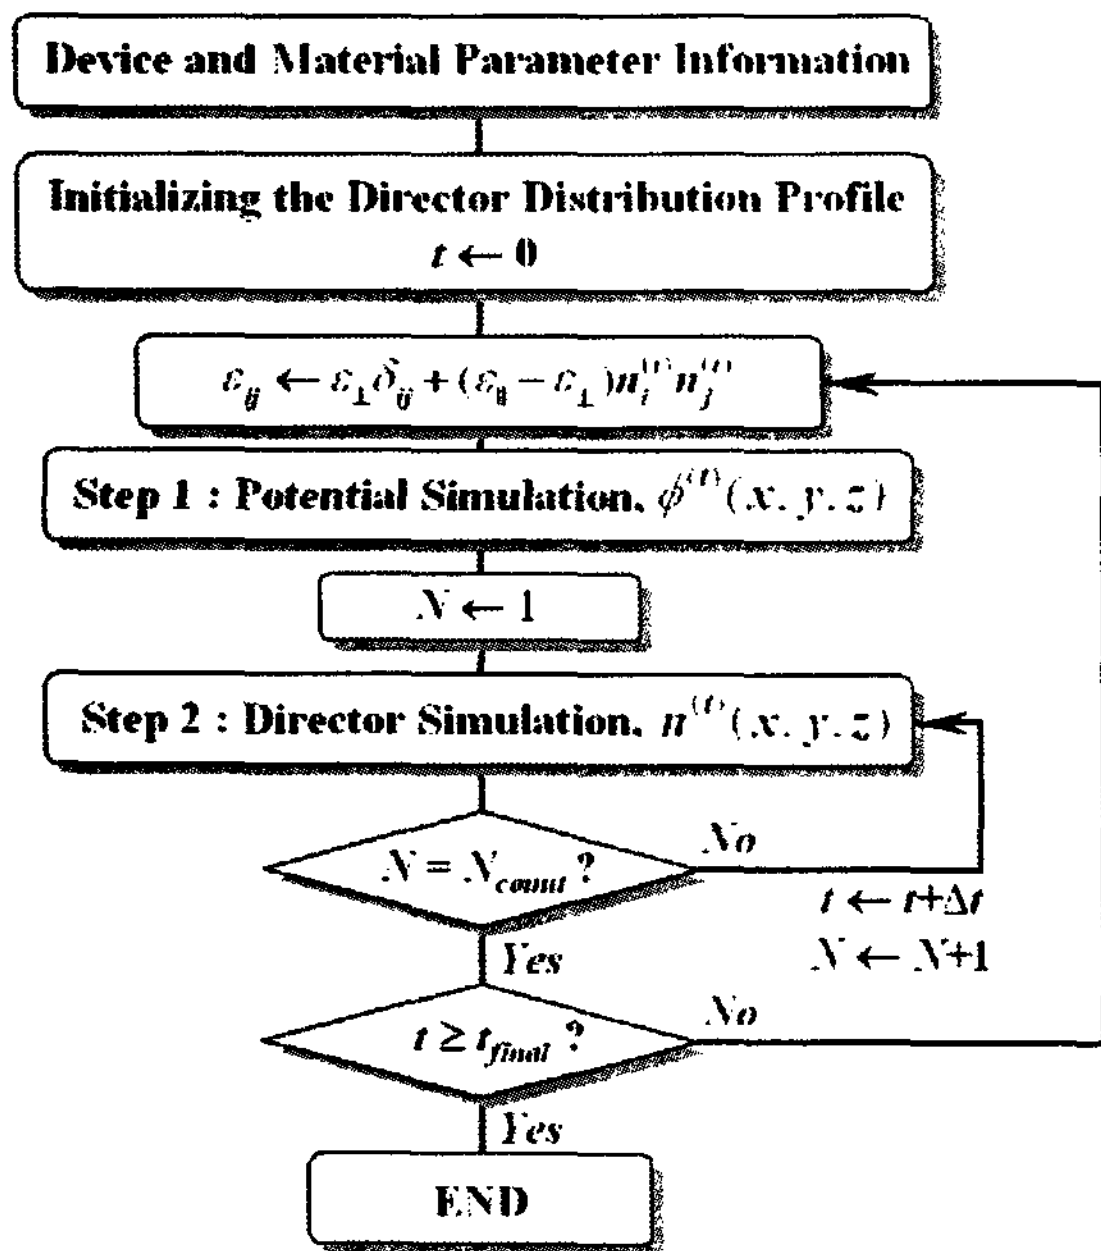 Device and Material Parameter Information
Initializing the Director Distribution Profile
t ← 0
ε_ij ← ε_⊥ δ_ij + (ε_∥ − ε_⊥) n_i^(t) n_j^(t)
Step 1 : Potential Simulation, ϕ^(t)(x, y, z)
N ← 1
Step 2 : Director Simulation, n^(t)(x, y, z)
No
N = N_count ?
t ← t+Δt
N ← N+1
Yes
No
t ≥ t_final ?
Yes
END